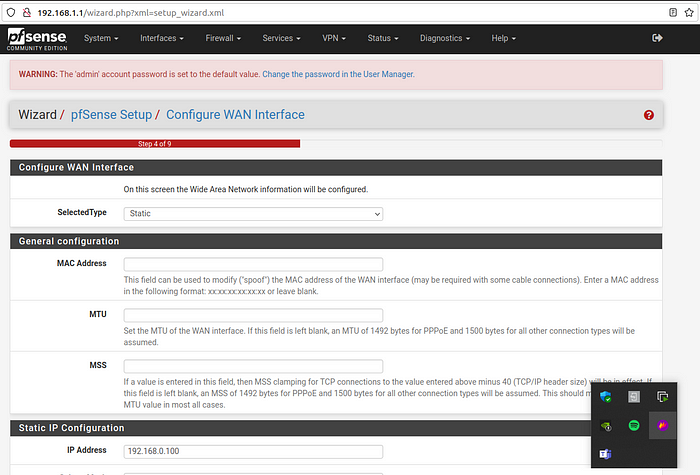 192.168.1.1/wizard.php?xml=setup_wizard.xml
pfsense
COMMUNITY EDITION
System Interfaces Firewall Services VPN Status Diagnostics Help
WARNING: The 'admin' account password is set to the default value. Change the password in the User Manager.
Wizard / pfSense Setup / Configure WAN Interface
Step 4 of 9
Configure WAN Interface
On this screen the Wide Area Network information will be configured.
SelectedType
Static
General configuration
MAC Address
This field can be used to modify ("spoof") the MAC address of the WAN interface (may be required with some cable connections). Enter a MAC address
in the following format: xx:xx:xx:xx:xx:xx or leave blank.
MTU
Set the MTU of the WAN interface. If this field is left blank, an MTU of 1492 bytes for PPPoE and 1500 bytes for all other connection types will be
assumed.
MSS
If a value is entered in this field, then MSS clamping for TCP connections to the value entered above minus 40 (TCP/IP header size) will be in effect. If
this field is left blank, an MSS of 1492 bytes for PPPoE and 1500 bytes for all other connection types will be assumed. This should m
MTU value in most all cases.
Static IP Configuration
IP Address
192.168.0.100